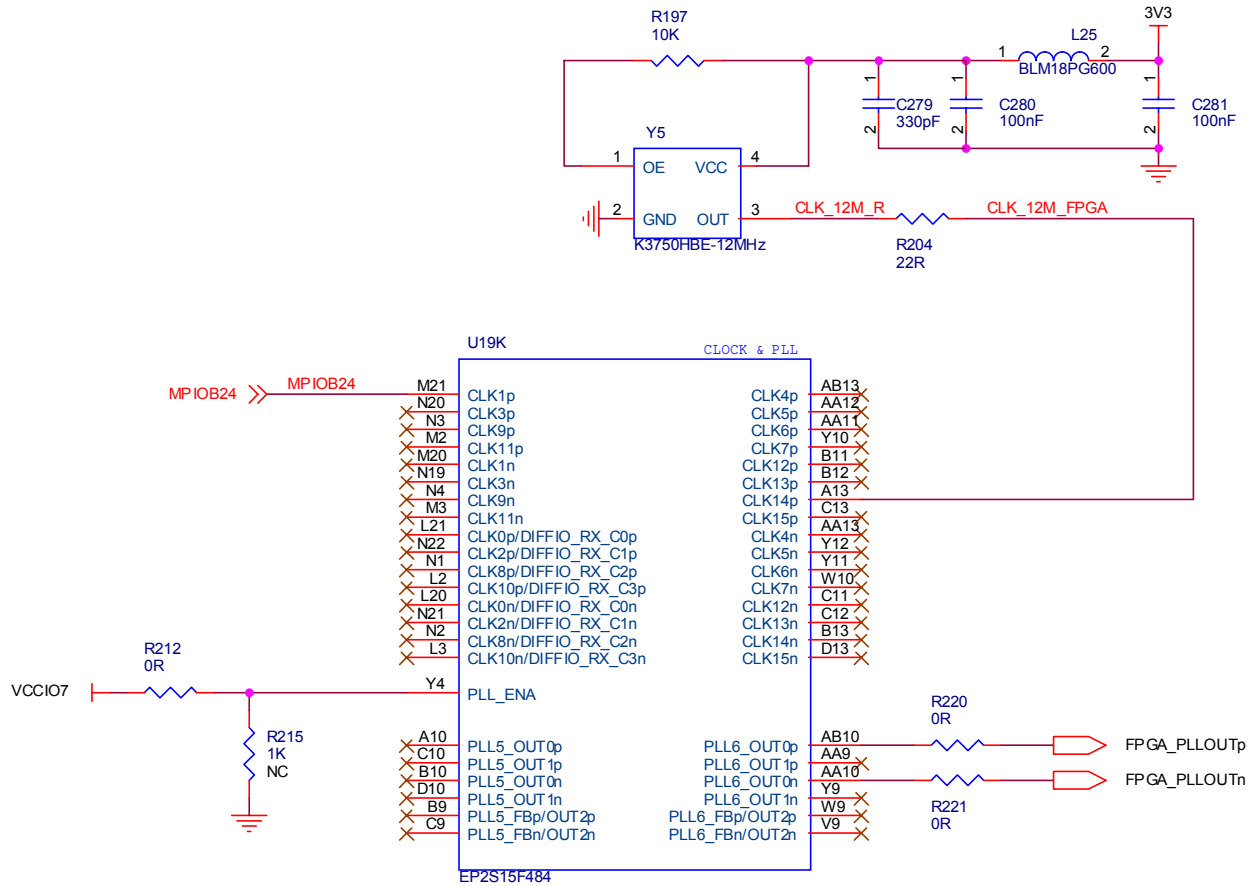 R197
10K
3V3
L25
1
2
BLM18PG600
1
C279
330pF
2
1
C280
100nF
2
1
C281
100nF
2
Y5
1
OE
VCC
4
2
GND
OUT
3
K3750HBE-12MHz
CLK_12M_R
CLK_12M_FPGA
R204
22R
U19K
CLOCK & PLL
MPIOB24
MPIOB24
M21 CLK1p
N20 CLK3p
N3 CLK9p
M2 CLK11p
M20 CLK1n
N19 CLK3n
N4 CLK9n
M3 CLK11n
L21 CLK0p/DIFFIO_RX_C0p
N22 CLK2p/DIFFIO_RX_C1p
N1 CLK8p/DIFFIO_RX_C2p
L2 CLK10p/DIFFIO_RX_C3p
L20 CLK0n/DIFFIO_RX_C0n
N21 CLK2n/DIFFIO_RX_C1n
N2 CLK8n/DIFFIO_RX_C2n
L3 CLK10n/DIFFIO_RX_C3n
CLK4p AB13
CLK5p AA12
CLK6p AA11
CLK7p Y10
CLK12p B11
CLK13p B12
CLK14p A13
CLK15p C13
CLK4n AA13
CLK5n Y12
CLK6n Y11
CLK7n W10
CLK12n C11
CLK13n C12
CLK14n B13
CLK15n D13
VCCIO7
R212
0R
R215
1K
NC
Y4 PLL_ENA
A10 PLL5_OUT0p
C10 PLL5_OUT1p
B10 PLL5_OUT0n
D10 PLL5_OUT1n
B9 PLL5_FBp/OUT2p
C9 PLL5_FBn/OUT2n
PLL6_OUT0p AB10
PLL6_OUT1p AA9
PLL6_OUT0n AA10
PLL6_OUT1n Y9
PLL6_FBp/OUT2p W9
PLL6_FBn/OUT2n V9
R220
0R
FPGA_PLLOUTp
FPGA_PLLOUTn
R221
0R
EP2S15F484